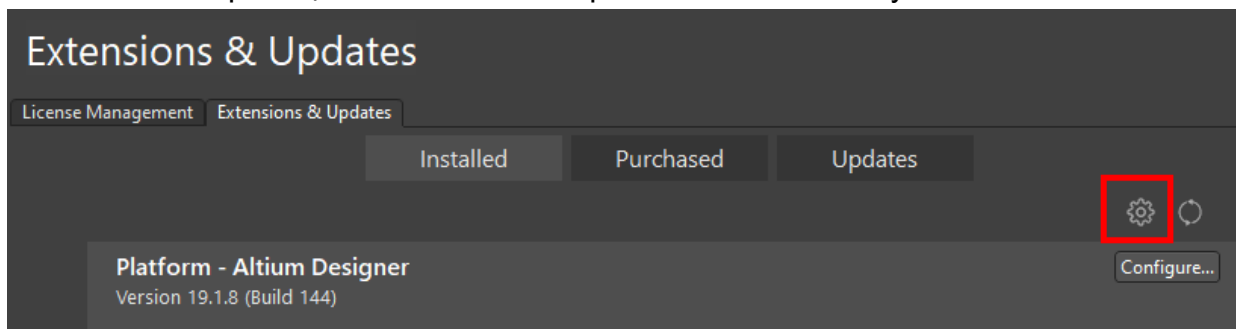 Extensions & Updates
License Management Extensions & Updates
Installed Purchased Updates
Platform - Altium Designer Configure...
Version 19.1.8 (Build 144)